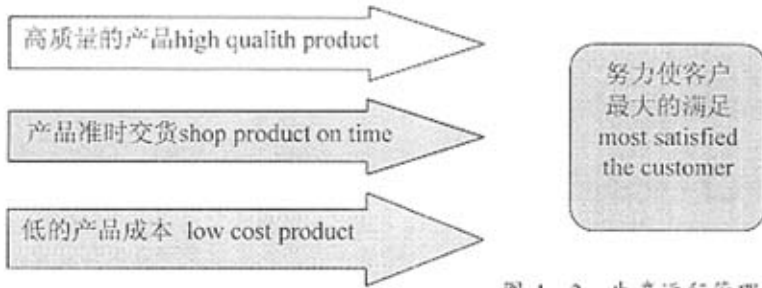 高质量的产品high qualith product
产品准时交货shop product on time
低的产品成本 low cost product
努力使客户
最大的满足
most satisfied
the customer